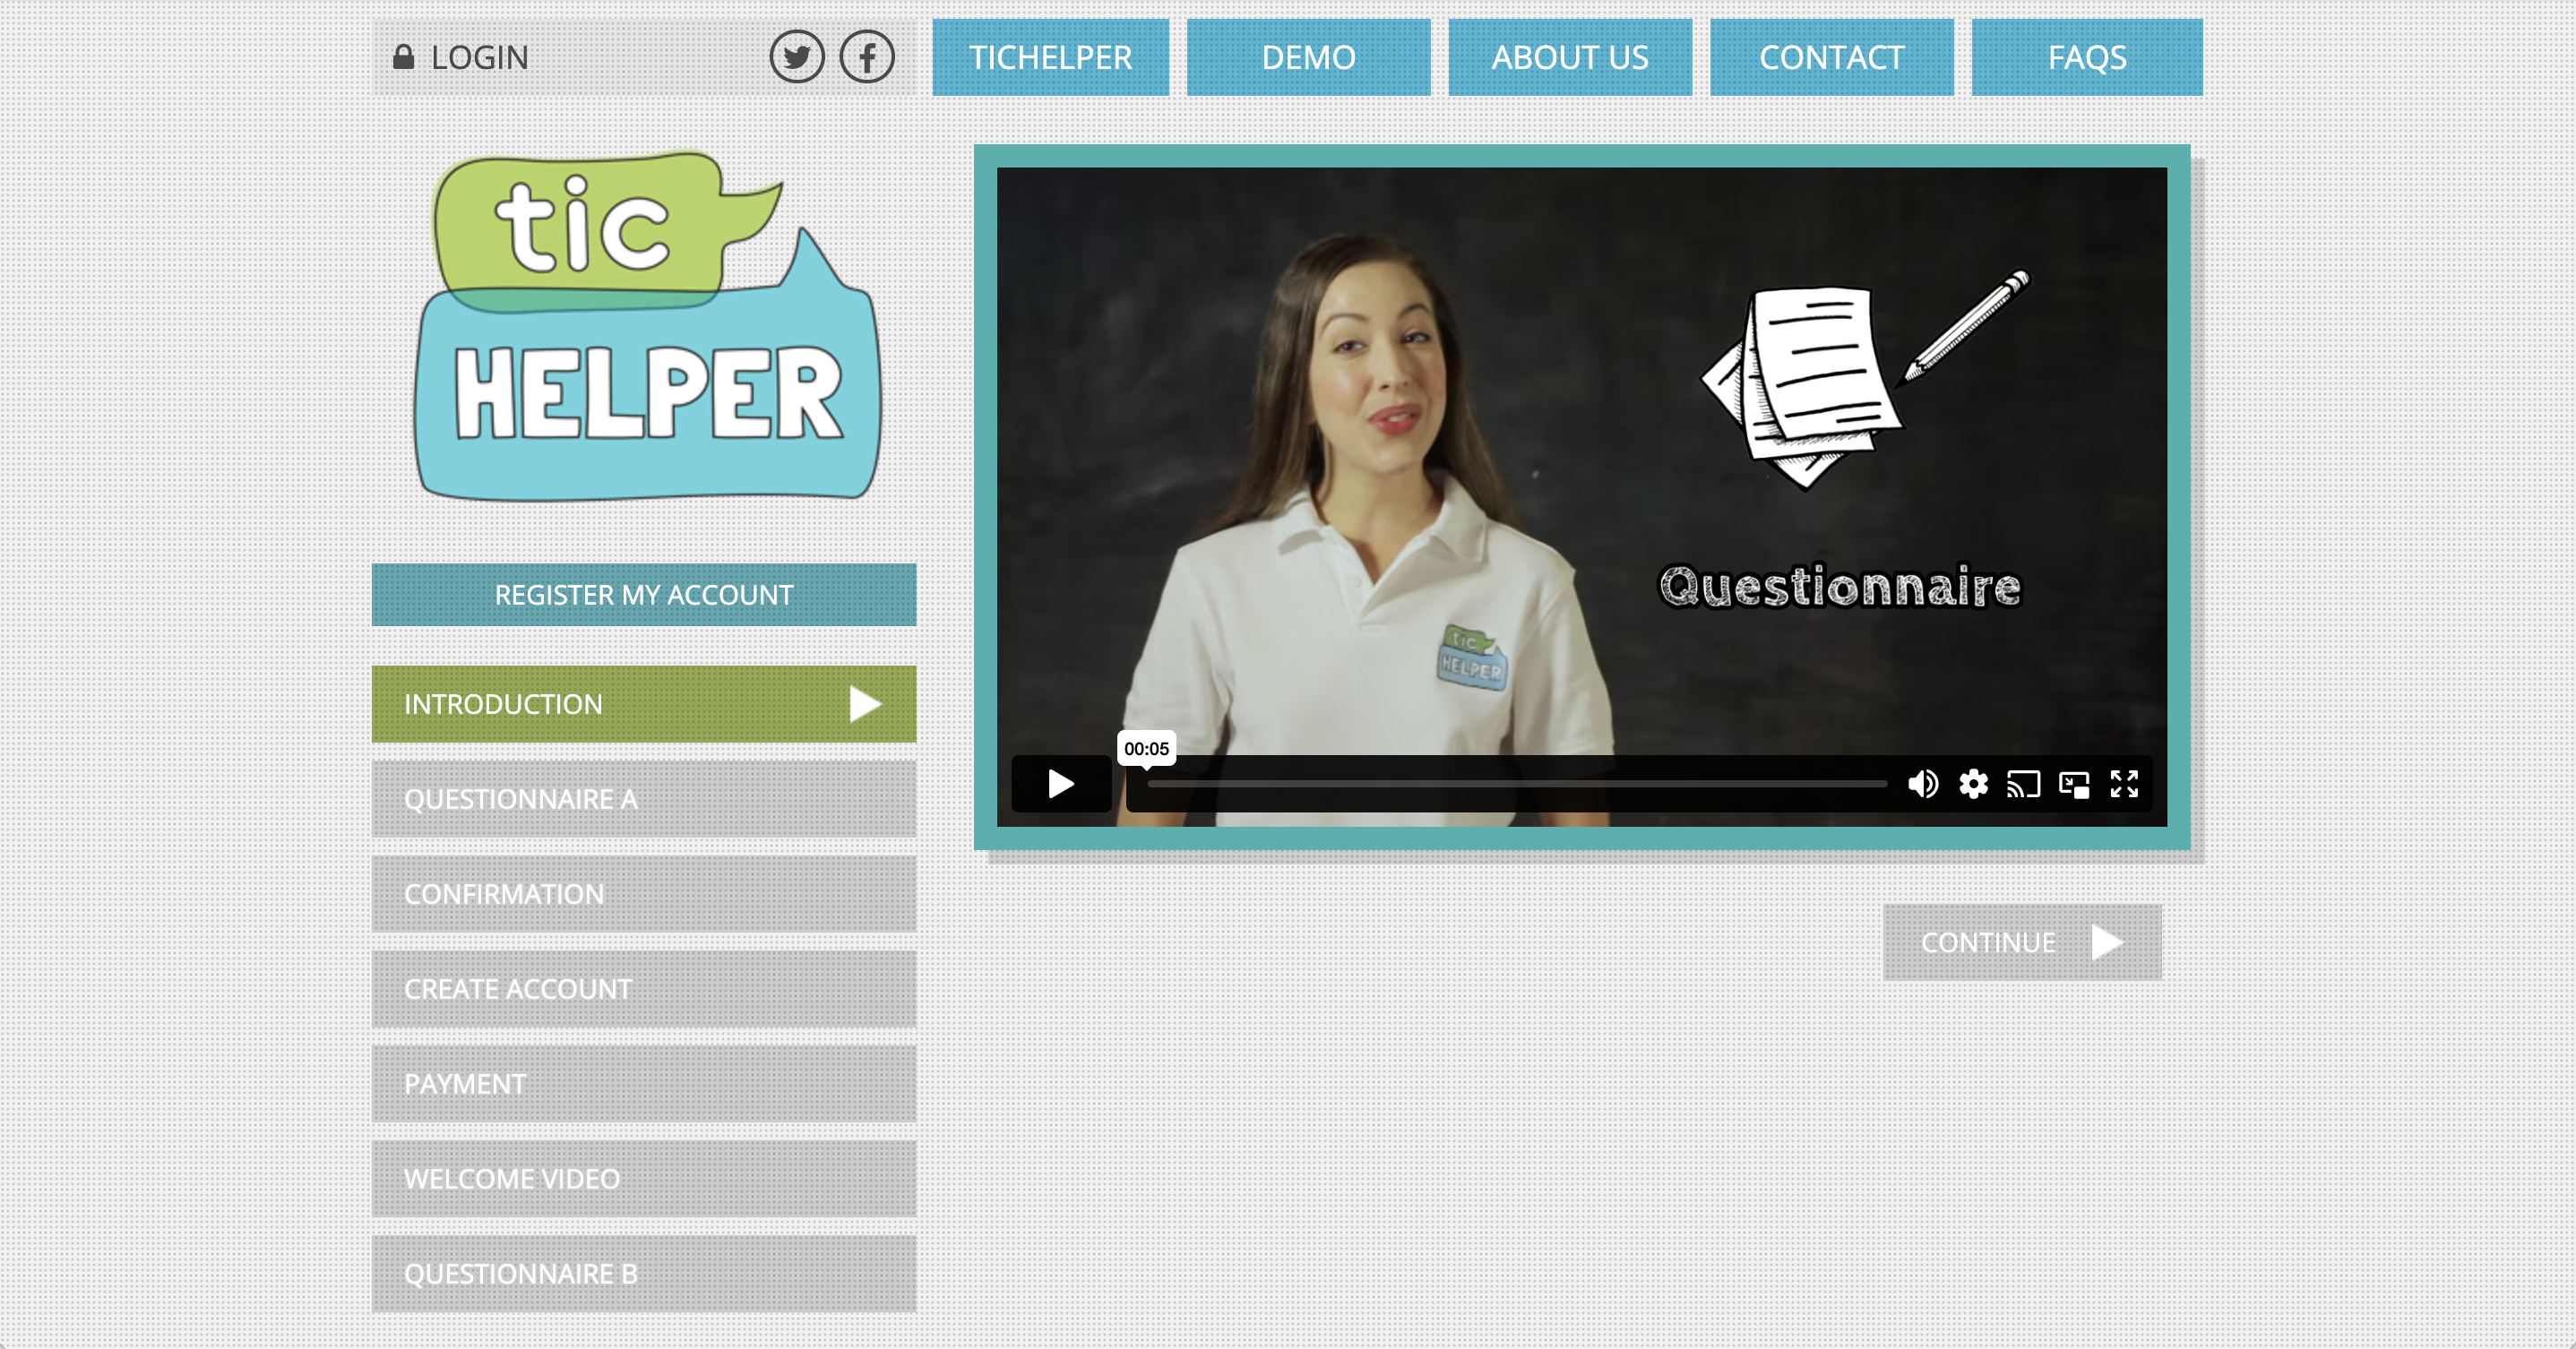 LOGIN
TICHELPER
DEMO
ABOUT US
CONTACT
FAQS
tic
HELPER
REGISTER MY ACCOUNT
INTRODUCTION
QUESTIONNAIRE A
CONFIRMATION
CREATE ACCOUNT
PAYMENT
WELCOME VIDEO
QUESTIONNAIRE B
Questionnaire
tic
HELPER
00:05
CONTINUE